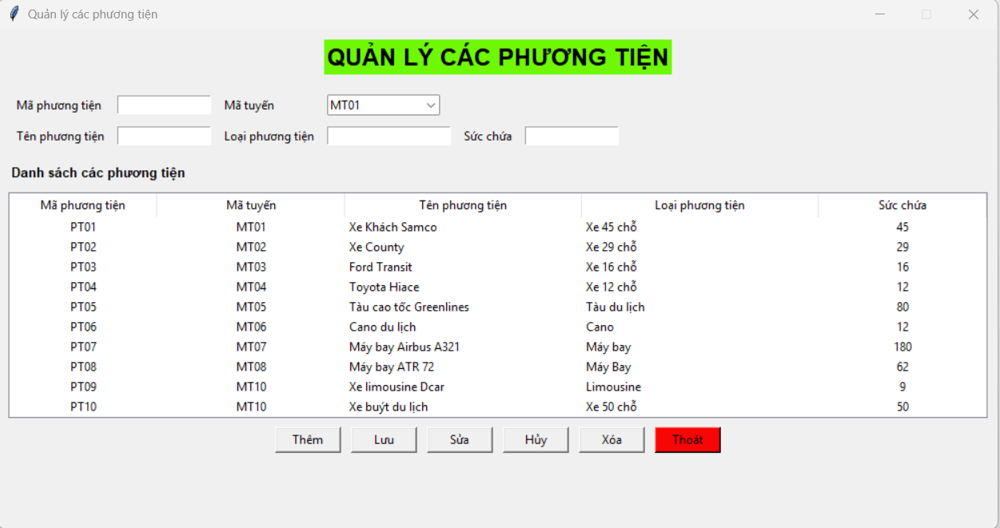 Quản lý các phương tiện
QUẢN LÝ CÁC PHƯƠNG TIỆN
Mã phương tiện Mã tuyến MT01
Tên phương tiện Loại phương tiện Sức chứa
Danh sách các phương tiện
Mã phương tiện Mã tuyến Tên phương tiện Loại phương tiện Sức chứa
PT01 MT01 Xe Khách Samco Xe 45 chỗ 45
PT02 MT02 Xe County Xe 29 chỗ 29
PT03 MT03 Ford Transit Xe 16 chỗ 16
PT04 MT04 Toyota Hiace Xe 12 chỗ 12
PT05 MT05 Tàu cao tốc Greenlines Tàu du lịch 80
PT06 MT06 Cano du lịch Cano 12
PT07 MT07 Máy bay Airbus A321 Máy bay 180
PT08 MT08 Máy bay ATR 72 Máy Bay 62
PT09 MT10 Xe limousine Dcar Limousine 9
PT10 MT10 Xe buýt du lịch Xe 50 chỗ 50
Thêm Lưu Sửa Hủy Xóa Thoát